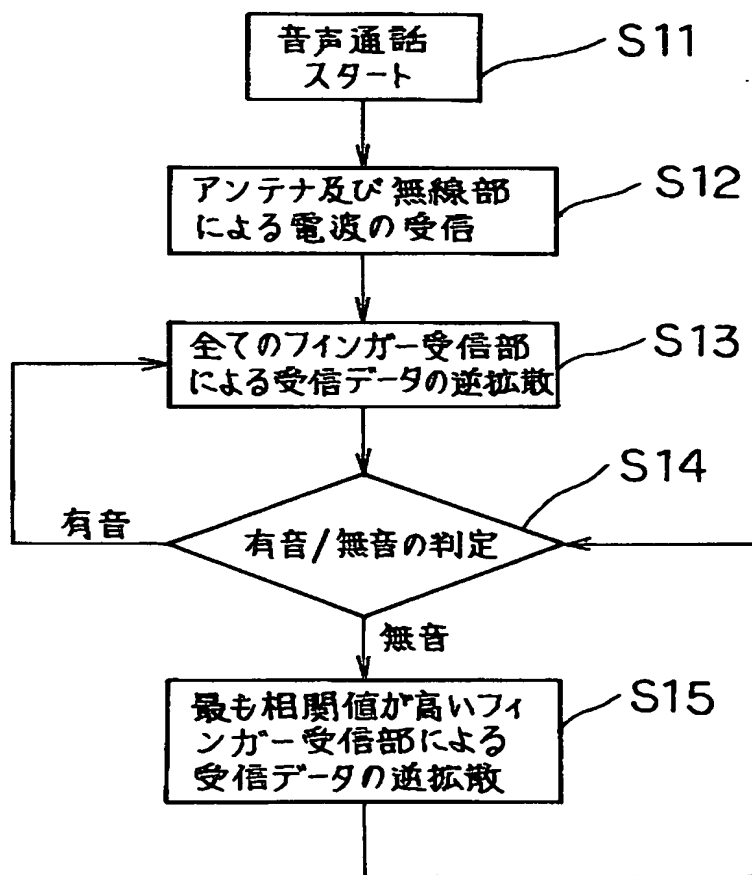 音声通話
スタート
S11
アンテナ及び無線部
による電波の受信
S12
全てのフィンガー受信部
による受信データの逆拡散
S13
S14
有音
有音/無音の判定
無音
最も相関値が高いフィ
ンガー受信部による
受信データの逆拡散
S15